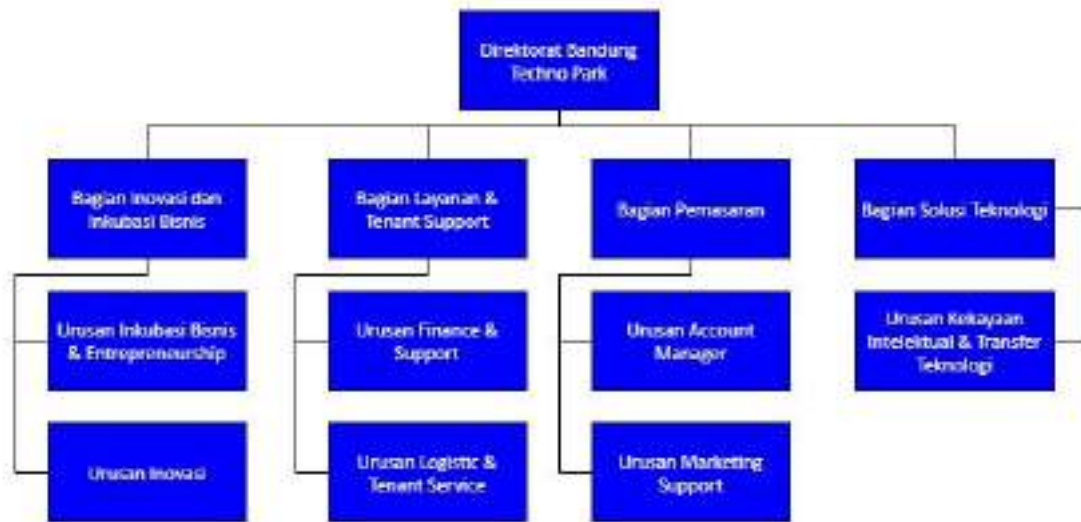 Direktorat Bandung
Techno Park
Bagian Inovasi dan
Inkubasi Bisnis
Bagian Layanan &
Tenant Support
Bagian Pemasaran
Bagian Solusi Teknologi
Urusan Inkubasi Bisnis
& Entrepreneurship
Urusan Finance &
Support
Urusan Account
Manager
Urusan Kekayaan
Intelektual & Transfer
Teknologi
Urusan Inovasi
Urusan Logistic &
Tenant Service
Urusan Marketing
Support